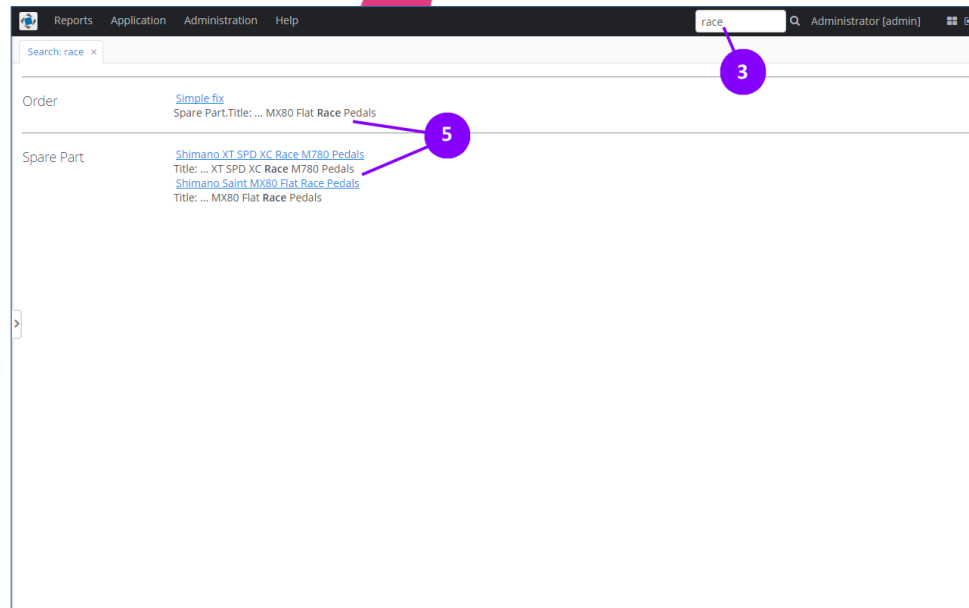 Reports Application Administration Help race Administrator [admin]
Search: race ×
3
Order Simple fix
Spare Part.Title: ... MX80 Flat Race Pedals
5
Spare Part Shimano XT SPD XC Race M780 Pedals
Title: ... XT SPD XC Race M780 Pedals
Shimano Saint MX80 Flat Race Pedals
Title: ... MX80 Flat Race Pedals